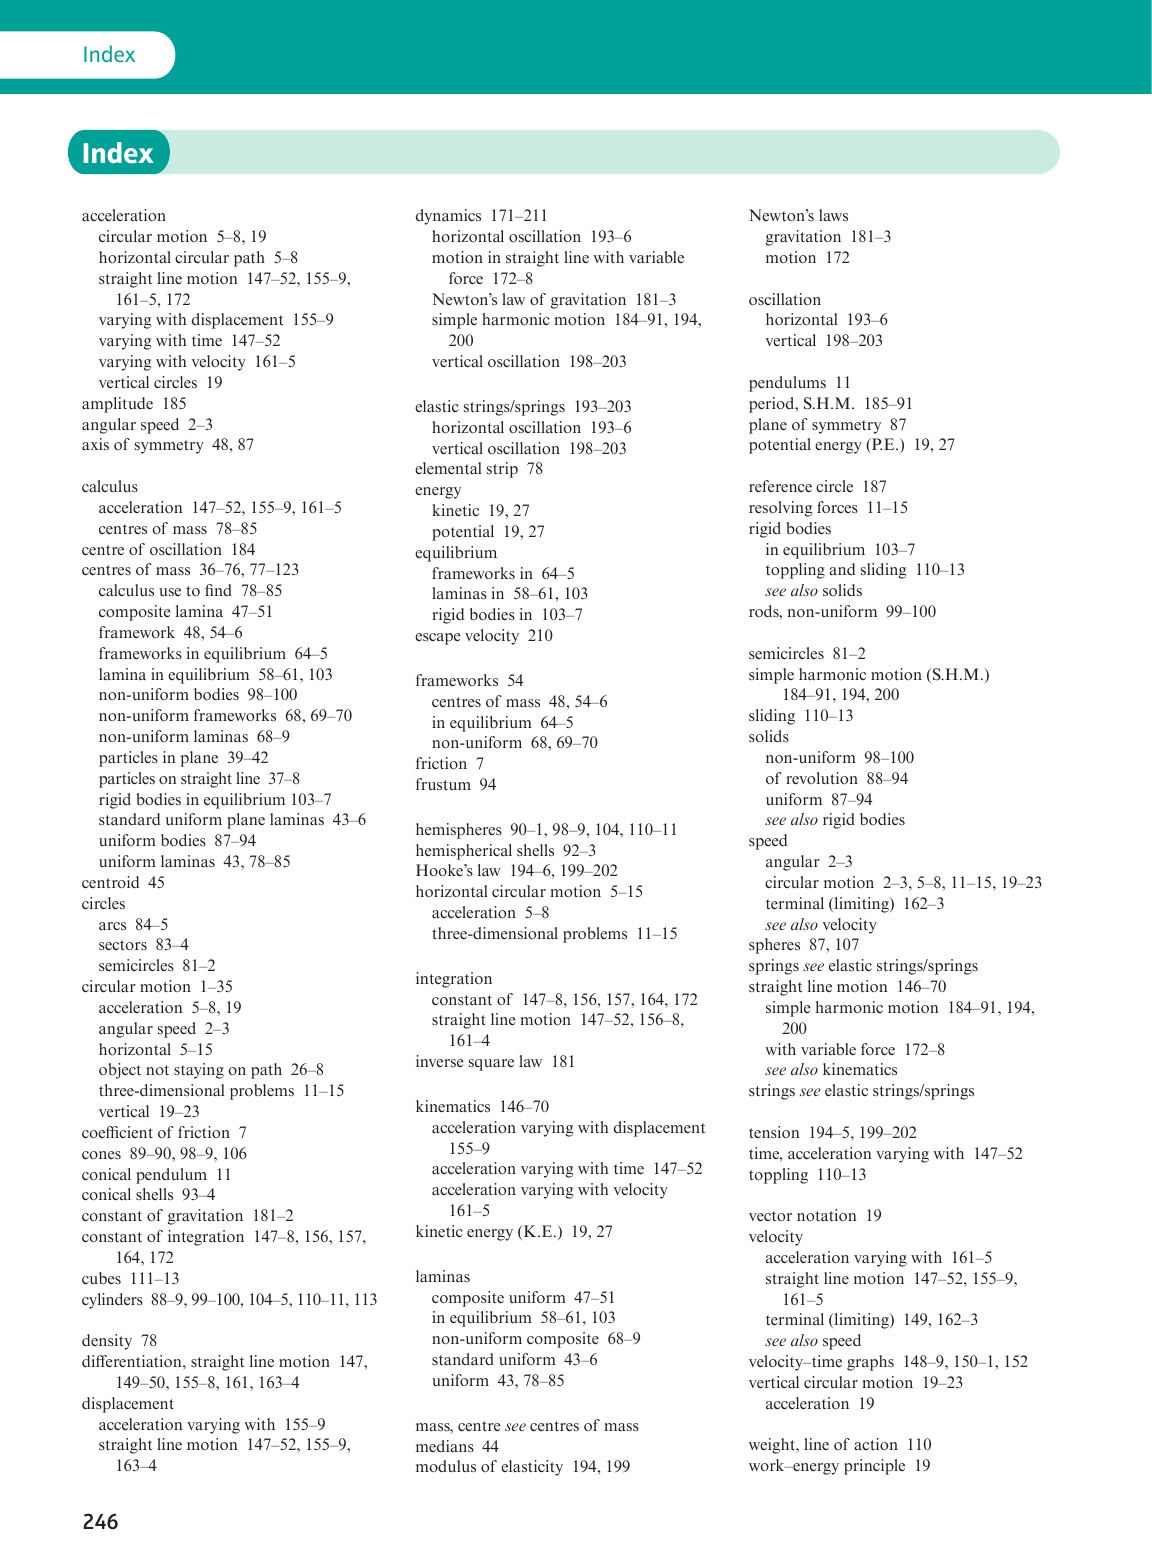 Index
Index
acceleration
circular motion 5–8, 19
horizontal circular path 5–8
straight line motion 147–52, 155–9,
161–5, 172
varying with displacement 155–9
varying with time 147–52
varying with velocity 161–5
vertical circles 19
amplitude 185
angular speed 2–3
axis of symmetry 48, 87
calculus
acceleration 147–52, 155–9, 161–5
centres of mass 78–85
centre of oscillation 184
centres of mass 36–76, 77–123
calculus use to find 78–85
composite lamina 47–51
framework 48, 54–6
frameworks in equilibrium 64–5
lamina in equilibrium 58–61, 103
non-uniform bodies 98–100
non-uniform frameworks 68, 69–70
non-uniform laminas 68–9
particles in plane 39–42
particles on straight line 37–8
rigid bodies in equilibrium 103–7
standard uniform plane laminas 43–6
uniform bodies 87–94
uniform laminas 43, 78–85
centroid 45
circles
arcs 84–5
sectors 83–4
semicircles 81–2
circular motion 1–35
acceleration 5–8, 19
angular speed 2–3
horizontal 5–15
object not staying on path 26–8
three-dimensional problems 11–15
vertical 19–23
coefficient of friction 7
cones 89–90, 98–9, 106
conical pendulum 11
conical shells 93–4
constant of gravitation 181–2
constant of integration 147–8, 156, 157,
164, 172
cubes 111–13
cylinders 88–9, 99–100, 104–5, 110–11, 113
density 78
differentiation, straight line motion 147,
149–50, 155–8, 161, 163–4
displacement
acceleration varying with 155–9
straight line motion 147–52, 155–9,
163–4
dynamics 171–211
horizontal oscillation 193–6
motion in straight line with variable
force 172–8
Newton's law of gravitation 181–3
simple harmonic motion 184–91, 194,
200
vertical oscillation 198–203
elastic strings/springs 193–203
horizontal oscillation 193–6
vertical oscillation 198–203
elemental strip 78
energy
kinetic 19, 27
potential 19, 27
equilibrium
frameworks in 64–5
laminas in 58–61, 103
rigid bodies in 103–7
escape velocity 210
frameworks 54
centres of mass 48, 54–6
in equilibrium 64–5
non-uniform 68, 69–70
friction 7
frustum 94
hemispheres 90–1, 98–9, 104, 110–11
hemispherical shells 92–3
Hooke's law 194–6, 199–202
horizontal circular motion 5–15
acceleration 5–8
three-dimensional problems 11–15
integration
constant of 147–8, 156, 157, 164, 172
straight line motion 147–52, 156–8,
161–4
inverse square law 181
kinematics 146–70
acceleration varying with displacement
155–9
acceleration varying with time 147–52
acceleration varying with velocity
161–5
kinetic energy (K.E.) 19, 27
laminas
composite uniform 47–51
in equilibrium 58–61, 103
non-uniform composite 68–9
standard uniform 43–6
uniform 43, 78–85
mass, centre see centres of mass
medians 44
modulus of elasticity 194, 199
Newton's laws
gravitation 181–3
motion 172
oscillation
horizontal 193–6
vertical 198–203
pendulums 11
period, S.H.M. 185–91
plane of symmetry 87
potential energy (P.E.) 19, 27
reference circle 187
resolving forces 11–15
rigid bodies
in equilibrium 103–7
toppling and sliding 110–13
see also solids
rods, non-uniform 99–100
semicircles 81–2
simple harmonic motion (S.H.M.)
184–91, 194, 200
sliding 110–13
solids
non-uniform 98–100
of revolution 88–94
uniform 87–94
see also rigid bodies
speed
angular 2–3
circular motion 2–3, 5–8, 11–15, 19–23
terminal (limiting) 162–3
see also velocity
spheres 87, 107
springs see elastic strings/springs
straight line motion 146–70
simple harmonic motion 184–91, 194,
200
with variable force 172–8
see also kinematics
strings see elastic strings/springs
tension 194–5, 199–202
time, acceleration varying with 147–52
toppling 110–13
vector notation 19
velocity
acceleration varying with 161–5
straight line motion 147–52, 155–9,
161–5
terminal (limiting) 149, 162–3
see also speed
velocity–time graphs 148–9, 150–1, 152
vertical circular motion 19–23
acceleration 19
weight, line of action 110
work–energy principle 19
246